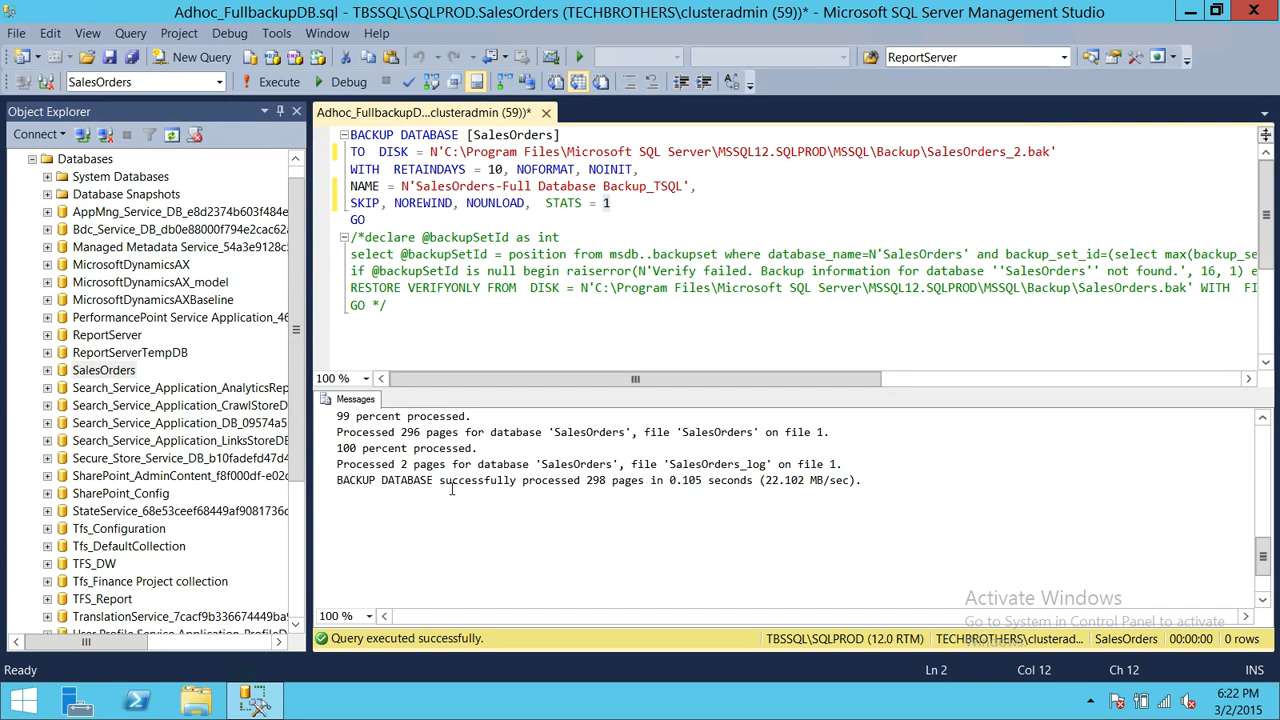 Adhoc_FullbackupDB.sql - TBSSQL\SQLPROD.SalesOrders (TECHBROTHERS\clusteradmin (59))* - Microsoft SQL Server Management Studio
File Edit View Query Project Debug Tools Window Help
New Query ReportServer
SalesOrders Execute Debug
Object Explorer
Connect
Databases
System Databases
Database Snapshots
AppMng_Service_DB_e8d2374b603f484e
Bdc_Service_DB_db0e88000f794e2cac62
Managed Metadata Service_54a3e9128c
MicrosoftDynamicsAX
MicrosoftDynamicsAX_model
MicrosoftDynamicsAXBaseline
PerformancePoint Service Application_46
ReportServer
ReportServerTempDB
SalesOrders
Search_Service_Application_AnalyticsRep
Search_Service_Application_CrawlStoreD
Search_Service_Application_DB_09574a5
Search_Service_Application_LinksStoreDB
Secure_Store_Service_DB_b10fadefd47d
SharePoint_AdminContent_f8f000df-e02
SharePoint_Config
StateService_68e53ceef68449af9081736d
Tfs_Configuration
Tfs_DefaultCollection
TFS_DW
Tfs_Finance Project collection
TFS_Report
TranslationService_7cacf9b336674449ba9
Adhoc_FullbackupD...clusteradmin (59))*
BACKUP DATABASE [SalesOrders]
TO DISK = N'C:\Program Files\Microsoft SQL Server\MSSQL12.SQLPROD\MSSQL\Backup\SalesOrders_2.bak'
WITH RETAINDAYS = 10, NOFORMAT, NOINIT,
NAME = N'SalesOrders-Full Database Backup_TSQL',
SKIP, NOREWIND, NOUNLOAD, STATS = 1
GO
/*declare @backupSetId as int
select @backupSetId = position from msdb..backupset where database_name=N'SalesOrders' and backup_set_id=(select max(backup_se
if @backupSetId is null begin raiserror(N'Verify failed. Backup information for database ''SalesOrders'' not found.', 16, 1) e
RESTORE VERIFYONLY FROM DISK = N'C:\Program Files\Microsoft SQL Server\MSSQL12.SQLPROD\MSSQL\Backup\SalesOrders.bak' WITH FI
GO */
100 %
Messages
99 percent processed.
Processed 296 pages for database 'SalesOrders', file 'SalesOrders' on file 1.
100 percent processed.
Processed 2 pages for database 'SalesOrders', file 'SalesOrders_log' on file 1.
BACKUP DATABASE successfully processed 298 pages in 0.105 seconds (22.102 MB/sec).
Activate Windows
Go to System in Control Panel to activate
Windows.
100 %
Query executed successfully. TBSSQL\SQLPROD (12.0 RTM) TECHBROTHERS\clusterad... SalesOrders 00:00:00 0 rows
Ready Ln 2 Col 12 Ch 12 INS
6:22 PM
3/2/2015